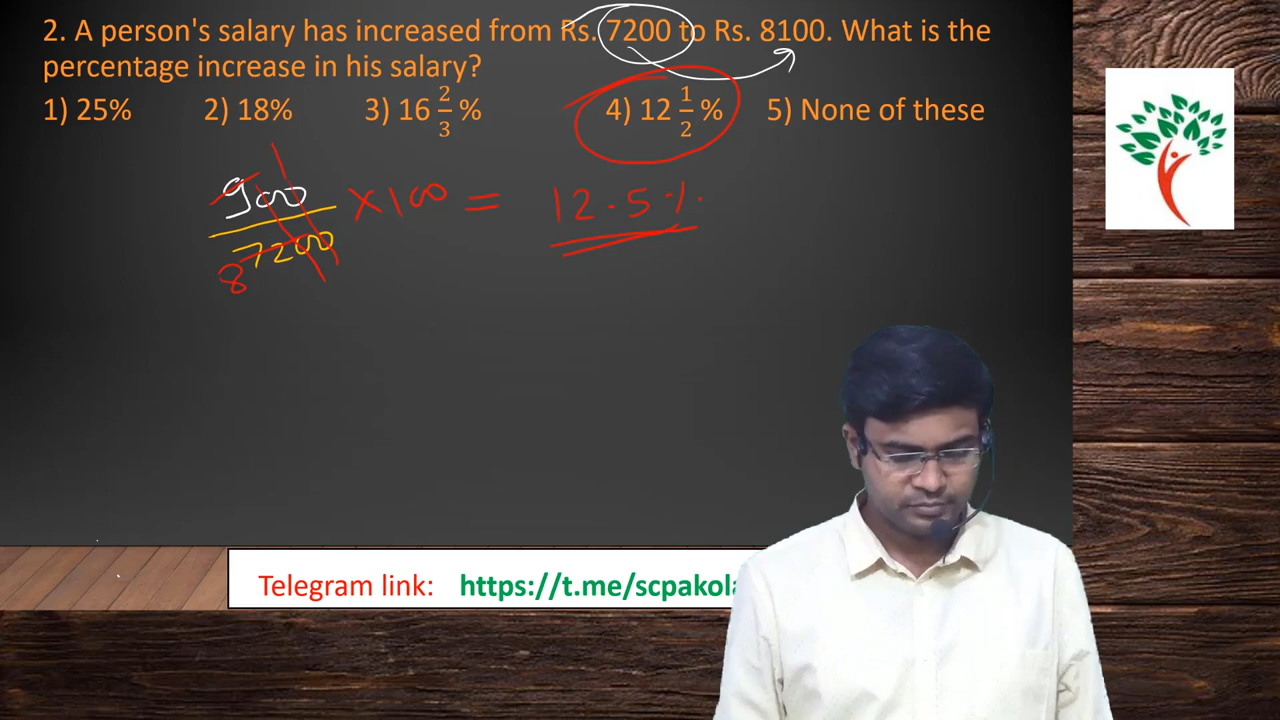 2. A person's salary has increased from Rs. 7200 to Rs. 8100. What is the
percentage increase in his salary?
1) 25% 2) 18% 3) 16 2/3 % 4) 12 1/2 % 5) None of these
900
7200 × 100 = 12.5%.
8
Telegram link: https://t.me/scpakola